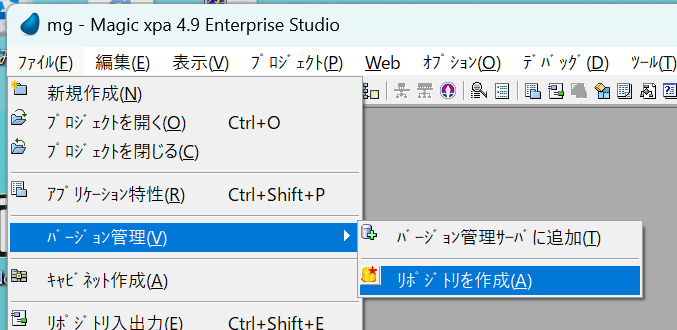 mg - Magic xpa 4.9 Enterprise Studio
ﾌｧｲﾙ(F) 編集(E) 表示(V) ﾌﾟﾛｼﾞｪｸﾄ(P) Web ｵﾌﾟｼｮﾝ(O) ﾃﾞﾊﾞｯｸﾞ(D) ﾂｰﾙ(T)
新規作成(N)
ﾌﾟﾛｼﾞｪｸﾄを開く(O) Ctrl+O
ﾌﾟﾛｼﾞｪｸﾄを閉じる(C)
ｱﾌﾟﾘｹｰｼｮﾝ特性(R) Ctrl+Shift+P
ﾊﾞｰｼﾞｮﾝ管理(V)
ﾊﾞｰｼﾞｮﾝ管理ｻｰﾊﾞに追加(T)
ｷｬﾋﾞﾈｯﾄ作成(A)
ﾘﾎﾟｼﾞﾄﾘを作成(A)
ﾘﾎﾟｼﾞﾄﾘ入出力(E) Ctrl+Shift+E